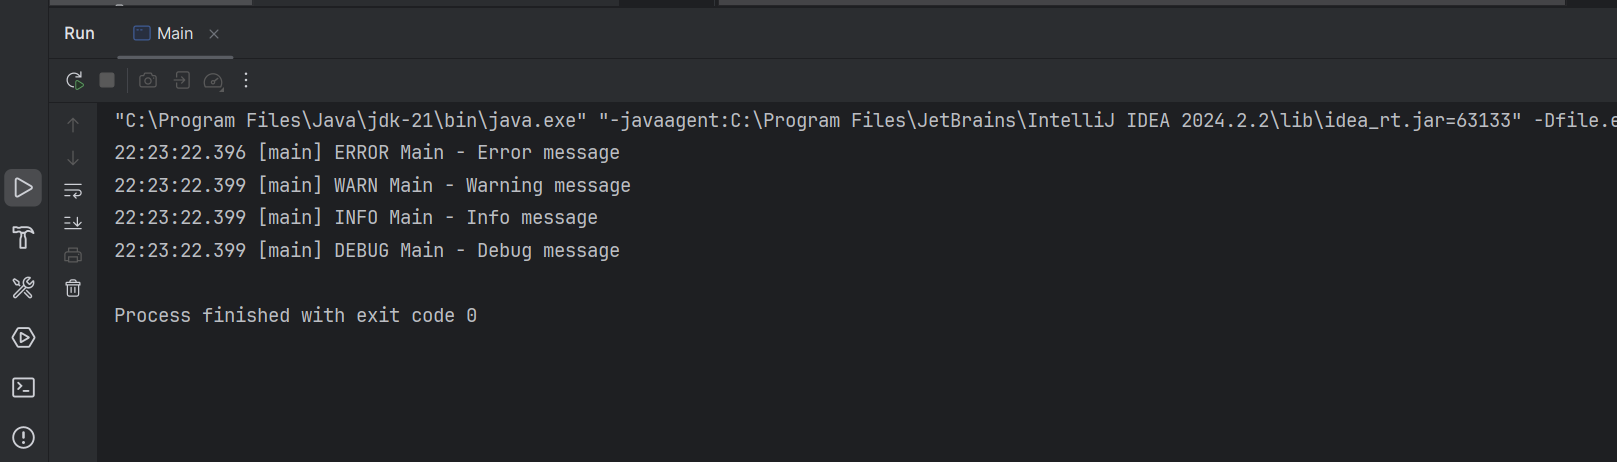 Run Main
"C:\Program Files\Java\jdk-21\bin\java.exe" "-javaagent:C:\Program Files\JetBrains\IntelliJ IDEA 2024.2.2\lib\idea_rt.jar=63133" -Dfile.e
22:23:22.396 [main] ERROR Main - Error message
22:23:22.399 [main] WARN Main - Warning message
22:23:22.399 [main] INFO Main - Info message
22:23:22.399 [main] DEBUG Main - Debug message
Process finished with exit code 0